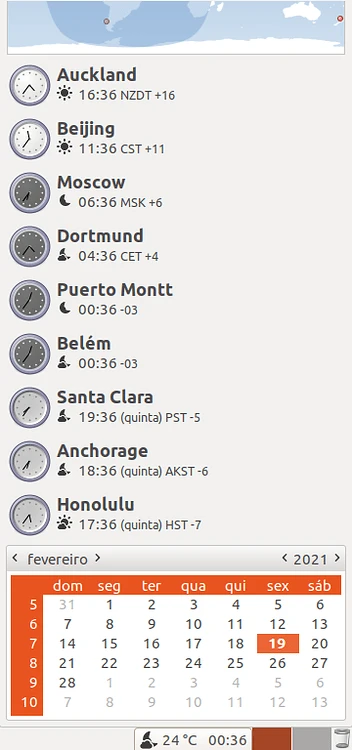 Auckland
16:36 NZDT +16
Beijing
11:36 CST +11
Moscow
06:36 MSK +6
Dortmund
04:36 CET +4
Puerto Montt
00:36 -03
Belém
00:36 -03
Santa Clara
19:36 (quinta) PST -5
Anchorage
18:36 (quinta) AKST -6
Honolulu
17:36 (quinta) HST -7
< fevereiro > < 2021 >
dom seg ter qua qui sex sáb
5 31 1 2 3 4 5 6
6 7 8 9 10 11 12 13
7 14 15 16 17 18 19 20
8 21 22 23 24 25 26 27
9 28 1 2 3 4 5 6
10 7 8 9 10 11 12 13
24 °C 00:36